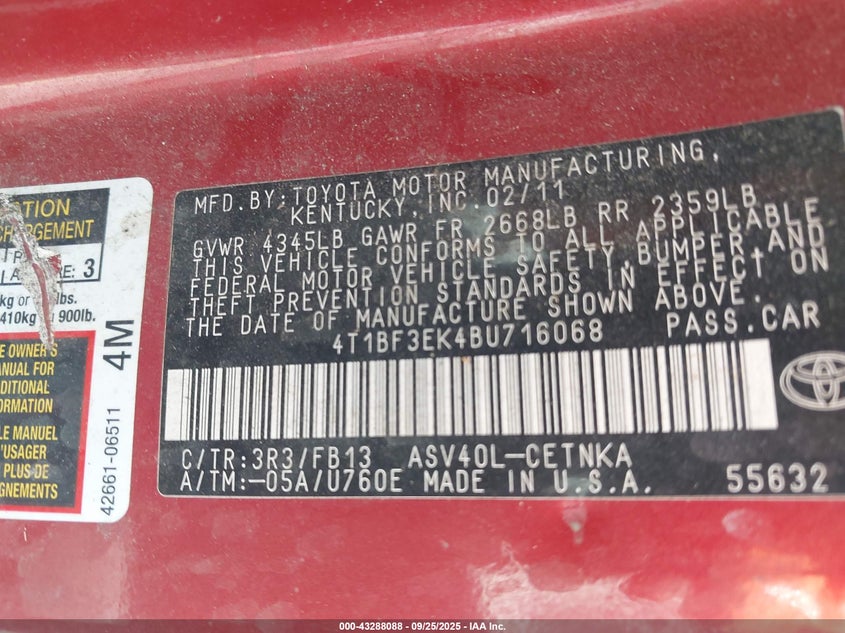 MFD.BY:TOYOTA MOTOR MANUFACTURING,
KENTUCKY,INC.02/11
GVWR 4345LB GAWR FR 2668LB RR 2359LB
THIS VEHICLE CONFORMS TO ALL APPLICABLE
FEDERAL MOTOR VEHICLE SAFETY,BUMPER,AND
THEFT PREVENTION STANDARDS IN EFFECT ON
THE DATE OF MANUFACTURE SHOWN ABOVE.
4T1BF3EK4BU716068 PASS.CAR
C/TR:3R3/FB13 ASV40L-CETNKA
A/TM:-05A/U760E MADE IN U.S.A. 55632
CHARGEMENT
RE: 3
kg or lbs.
410kg 900lb.
OWNER'S
MANUAL FOR
DITIONAL
FORMATION
LE MANUEL
'USAGER
PLUS DE
GNEMENTS
4M
42661-06511
000-43288088 - 09/25/2025 - IAA Inc.